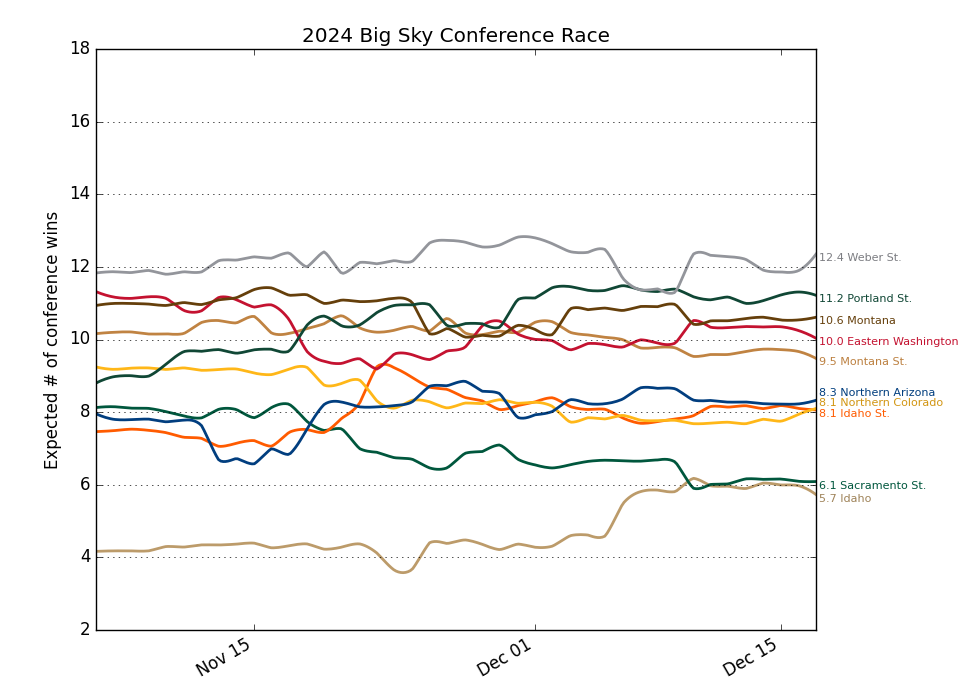 2024 Big Sky Conference Race
Expected # of conference wins
18
16
14
12
10
8
6
4
2
Nov 15
Dec 01
Dec 15
12.4 Weber St.
11.2 Portland St.
10.6 Montana
10.0 Eastern Washington
9.5 Montana St.
8.3 Northern Arizona
8.1 Northern Colorado
8.1 Idaho St.
6.1 Sacramento St.
5.7 Idaho